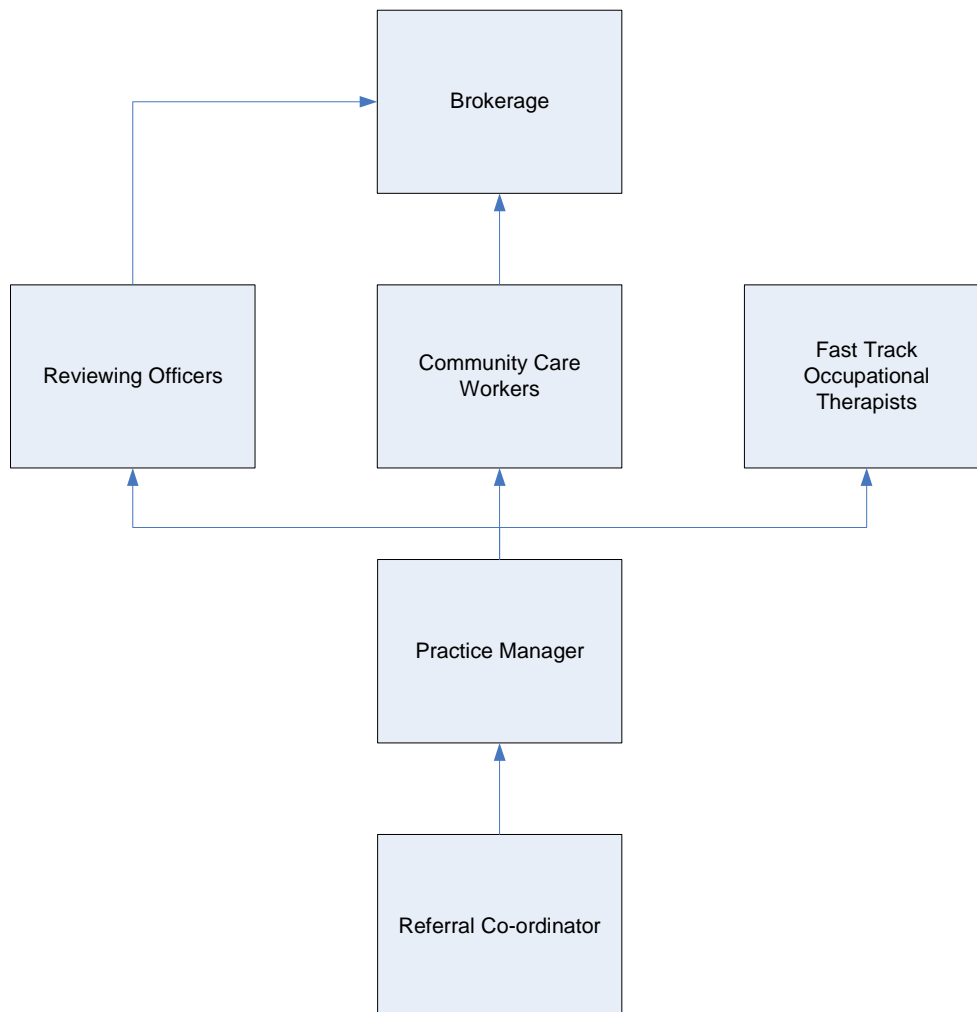 Brokerage
Reviewing Officers
Community Care
Workers
Fast Track
Occupational
Therapists
Practice Manager
Referral Co-ordinator